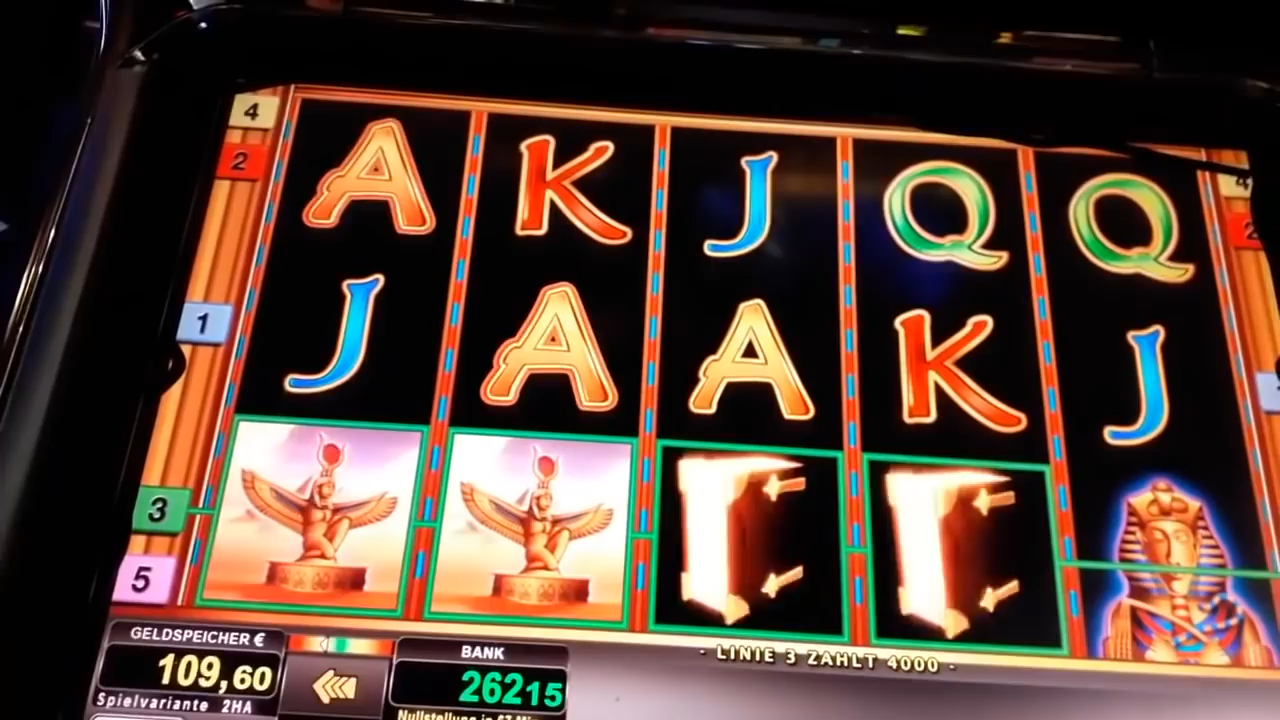 4
2
A K J Q Q
1
J A A K J
3
5
GELDSPEICHER €
109,60
Spielvariante 2HA
BANK
26215
- LINIE 3 ZAHLT 4000 -